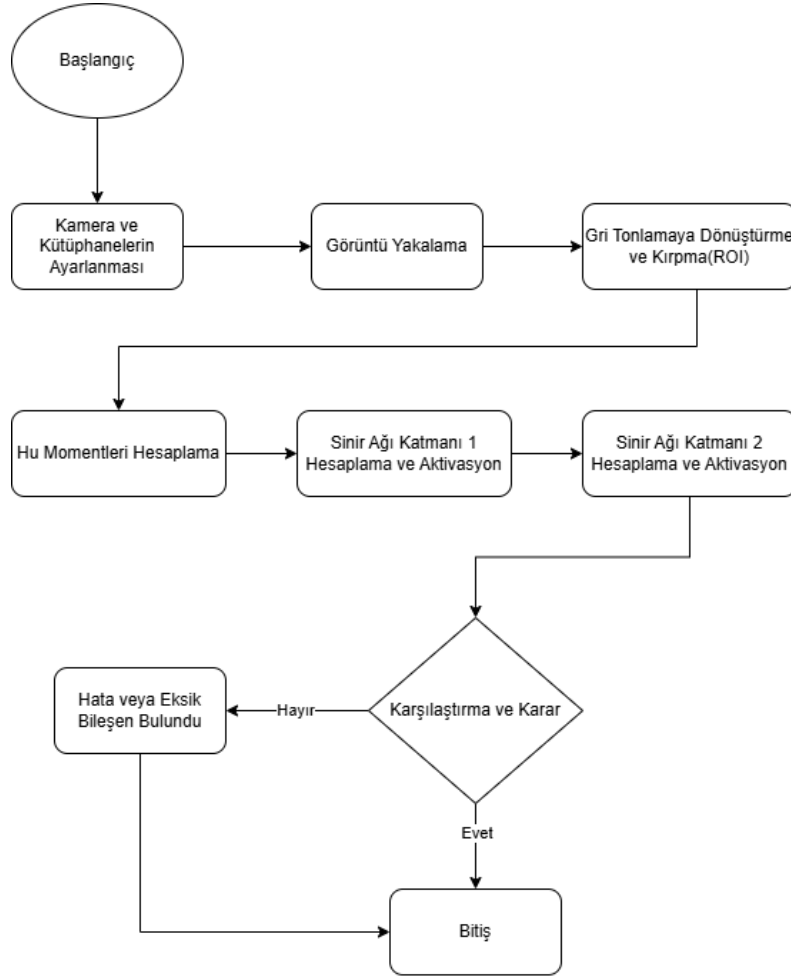 Başlangıç
Kamera ve
Kütüphanelerin
Ayarlanması
Görüntü Yakalama
Gri Tonlamaya Dönüştürme
ve Kırpma(ROI)
Hu Momentleri Hesaplama
Sinir Ağı Katmanı 1
Hesaplama ve Aktivasyon
Sinir Ağı Katmanı 2
Hesaplama ve Aktivasyon
Hata veya Eksik
Bileşen Bulundu
Hayır
Karşılaştırma ve Karar
Evet
Bitiş